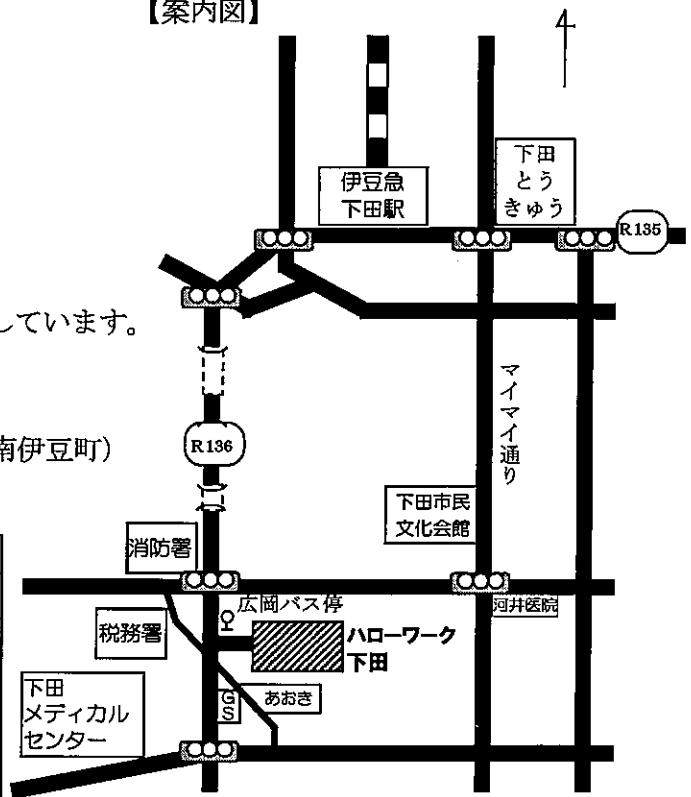 【案内図】
伊豆急
下田駅
下田
とう
きゅう
R135
しています。
マイマイ通り
R136
南伊豆町）
下田市民
文化会館
消防署
広岡バス停
河井医院
税務署
ハローワーク
下田
下田
メディカル
センター
GS
あおき